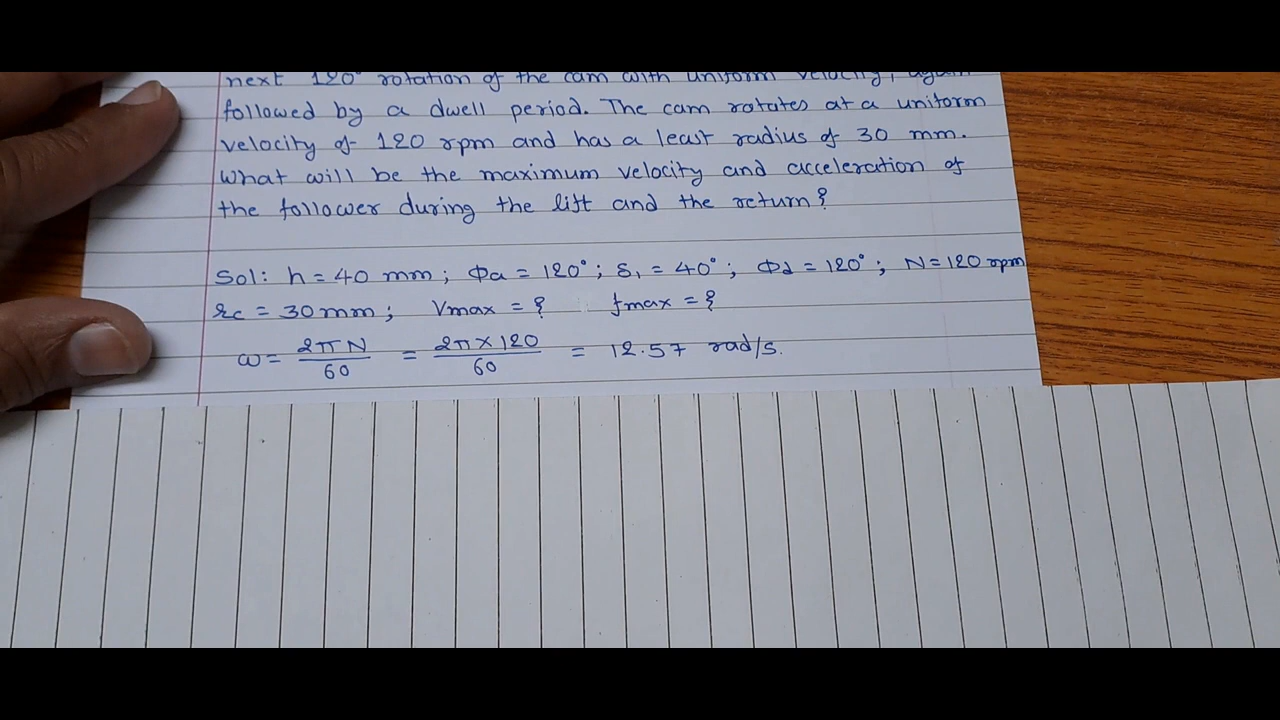 next 120° rotation of the cam with uniform velocity, again
followed by a dwell period. The cam rotates at a uniform
velocity of 120 rpm and has a least radius of 30 mm.
What will be the maximum velocity and acceleration of
the follower during the lift and the return?
Sol: h = 40 mm; Φa = 120°; δ₁ = 40°; Φd = 120°; N = 120 rpm
rc = 30 mm; Vmax = ? fmax = ?
ω = 2πN/60 = 2π×120/60 = 12.57 rad/s.